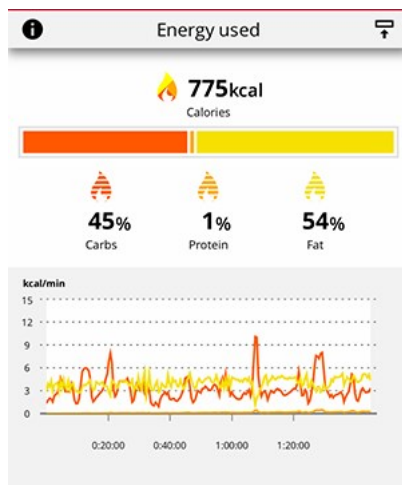 Energy used
775kcal
Calories
45% 1% 54%
Carbs Protein Fat
kcal/min
15
12
9
6
3
0
0:20:00 0:40:00 1:00:00 1:20:00